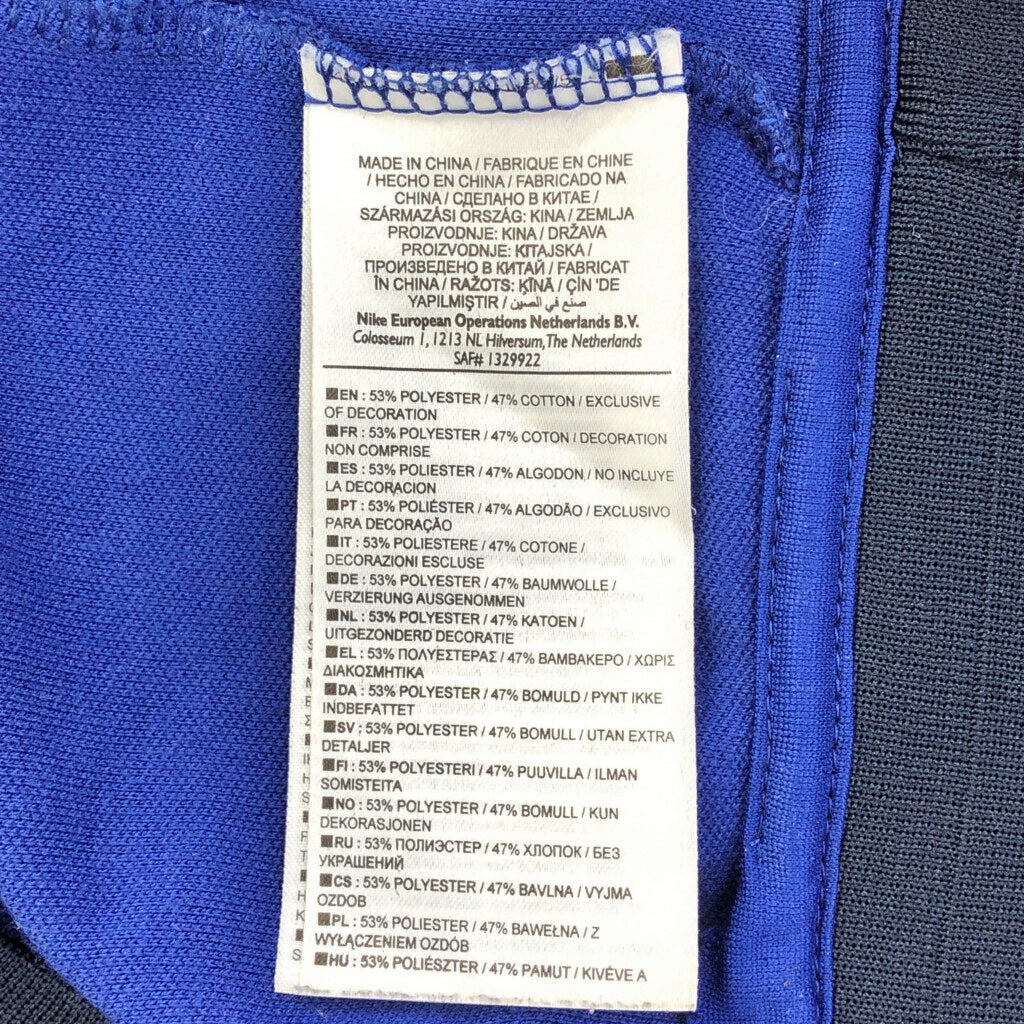 MADE IN CHINA / FABRIQUE EN CHINE
/ HECHO EN CHINA / FABRICADO NA
CHINA / СДЕЛАНО В КИТАЕ /
SZÁRMAZÁSI ORSZÁG: KINA / ZEMLJA
PROIZVODNJE: KINA / DRŽAVA
PROIZVODNJE: KITAJSKA /
ПРОИЗВЕДЕНО В КИТАЙ / FABRICAT
ÎN CHINA / RAŽOTS: ĶĪNĀ / ÇİN 'DE
YAPILMIŞTIR / صنع في الصين
Nike European Operations Netherlands B.V.
Colosseum 1, 1213 NL Hilversum, The Netherlands
SAF# 1329922
EN : 53% POLYESTER / 47% COTTON / EXCLUSIVE
OF DECORATION
FR : 53% POLYESTER / 47% COTON / DECORATION
NON COMPRISE
ES : 53% POLIESTER / 47% ALGODON / NO INCLUYE
LA DECORACION
PT : 53% POLIÉSTER / 47% ALGODÃO / EXCLUSIVO
PARA DECORAÇÃO
IT : 53% POLIESTERE / 47% COTONE /
DECORAZIONI ESCLUSE
DE : 53% POLYESTER / 47% BAUMWOLLE /
VERZIERUNG AUSGENOMMEN
NL : 53% POLYESTER / 47% KATOEN /
UITGEZONDERD DECORATIE
EL : 53% ΠΟΛΥΕΣΤΕΡΑΣ / 47% ΒΑΜΒΑΚΕΡΟ / ΧΩΡΙΣ
ΔΙΑΚΟΣΜΗΤΙΚΑ
DA : 53% POLYESTER / 47% BOMULD / PYNT IKKE
INDBEFATTET
SV : 53% POLYESTER / 47% BOMULL / UTAN EXTRA
DETALJER
FI : 53% POLYESTERI / 47% PUUVILLA / ILMAN
SOMISTEITA
NO : 53% POLYESTER / 47% BOMULL / KUN
DEKORASJONEN
RU : 53% ПОЛИЭСТЕР / 47% ХЛОПОК / БЕЗ
УКРАШЕНИЙ
CS : 53% POLYESTER / 47% BAVLNA / VYJMA
OZDOB
PL : 53% POLIESTER / 47% BAWEŁNA / Z
WYŁĄCZENIEM OZDÓB
HU : 53% POLIÉSZTER / 47% PAMUT / KIVÉVE A